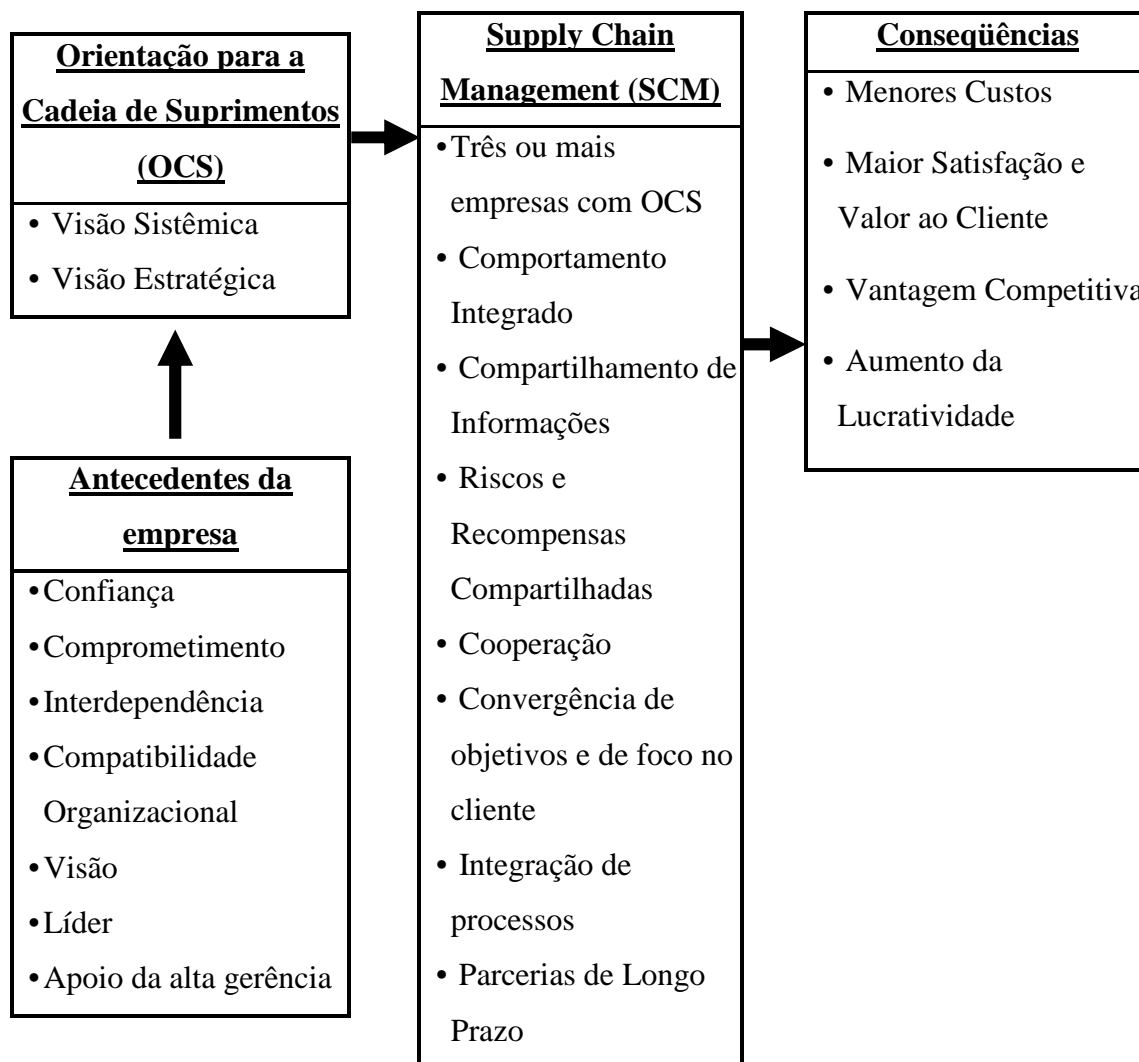 Orientação para a
Cadeia de Suprimentos
(OCS)
• Visão Sistêmica
• Visão Estratégica
Antecedentes da
empresa
• Confiança
• Comprometimento
• Interdependência
• Compatibilidade
Organizacional
• Visão
• Líder
• Apoio da alta gerência
Supply Chain
Management (SCM)
• Três ou mais
empresas com OCS
• Comportamento
Integrado
• Compartilhamento de
Informações
• Riscos e
Recompensas
Compartilhadas
• Cooperação
• Convergência de
objetivos e de foco no
cliente
• Integração de
processos
• Parcerias de Longo
Prazo
Conseqüências
• Menores Custos
• Maior Satisfação e
Valor ao Cliente
• Vantagem Competitiva
• Aumento da
Lucratividade